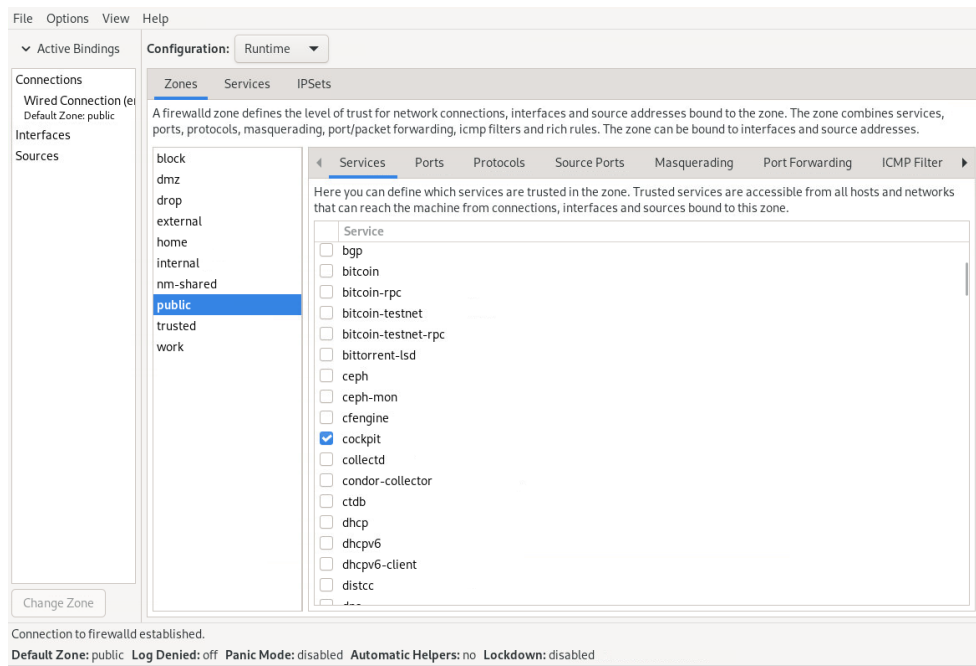 File Options View Help
Active Bindings
Configuration: Runtime
Connections
Wired Connection (e
Default Zone: public
Interfaces
Sources
Change Zone
Zones Services IPSets
A firewalld zone defines the level of trust for network connections, interfaces and source addresses bound to the zone. The zone combines services,
ports, protocols, masquerading, port/packet forwarding, icmp filters and rich rules. The zone can be bound to interfaces and source addresses.
block
dmz
drop
external
home
internal
nm-shared
public
trusted
work
Services Ports Protocols Source Ports Masquerading Port Forwarding ICMP Filter
Here you can define which services are trusted in the zone. Trusted services are accessible from all hosts and networks
that can reach the machine from connections, interfaces and sources bound to this zone.
Service
bgp
bitcoin
bitcoin-rpc
bitcoin-testnet
bitcoin-testnet-rpc
bittorrent-lsd
ceph
ceph-mon
cfengine
cockpit
collectd
condor-collector
ctdb
dhcp
dhcpv6
dhcpv6-client
distcc
Connection to firewalld established.
Default Zone: public Log Denied: off Panic Mode: disabled Automatic Helpers: no Lockdown: disabled